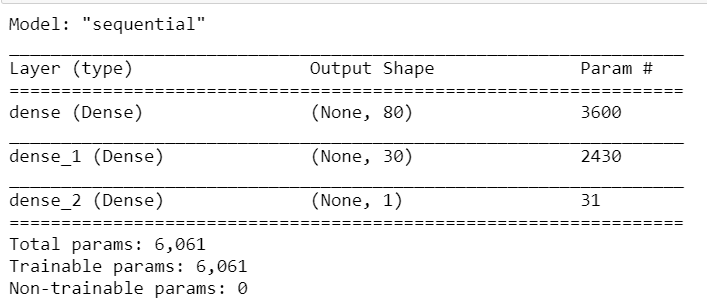 Model: "sequential"
Layer (type) Output Shape Param #
dense (Dense) (None, 80) 3600
dense_1 (Dense) (None, 30) 2430
dense_2 (Dense) (None, 1) 31
Total params: 6,061
Trainable params: 6,061
Non-trainable params: 0